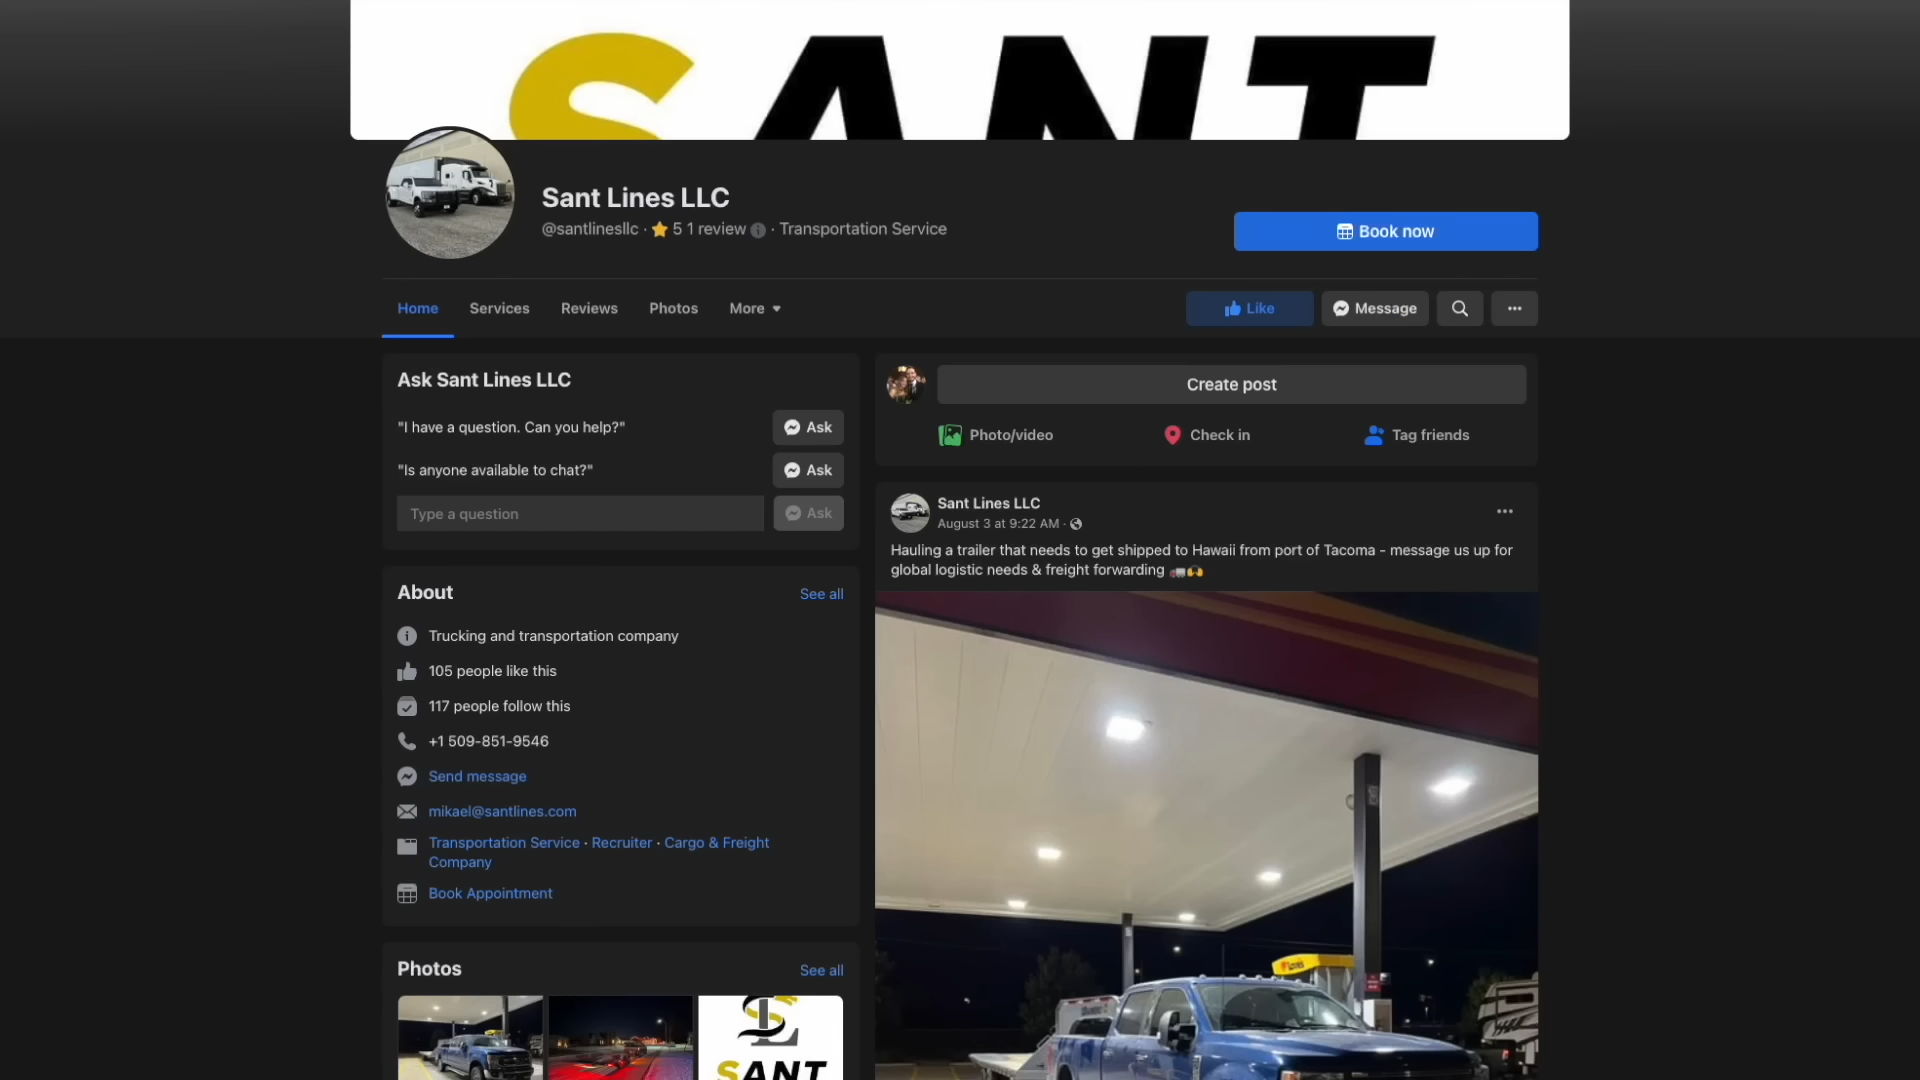 SANT
Sant Lines LLC
@santlinesllc · 5 1 review · Transportation Service
Book now
Home Services Reviews Photos More
Like Message
Ask Sant Lines LLC
"I have a question. Can you help?" Ask
"Is anyone available to chat?" Ask
Type a question Ask
About See all
Trucking and transportation company
105 people like this
117 people follow this
+1 509-851-9546
Send message
mikael@santlines.com
Transportation Service · Recruiter · Cargo & Freight
Company
Book Appointment
Photos See all
SANT
Create post
Photo/video Check in Tag friends
Sant Lines LLC
August 3 at 9:22 AM ·
Hauling a trailer that needs to get shipped to Hawaii from port of Tacoma - message us up for
global logistic needs & freight forwarding
Love's